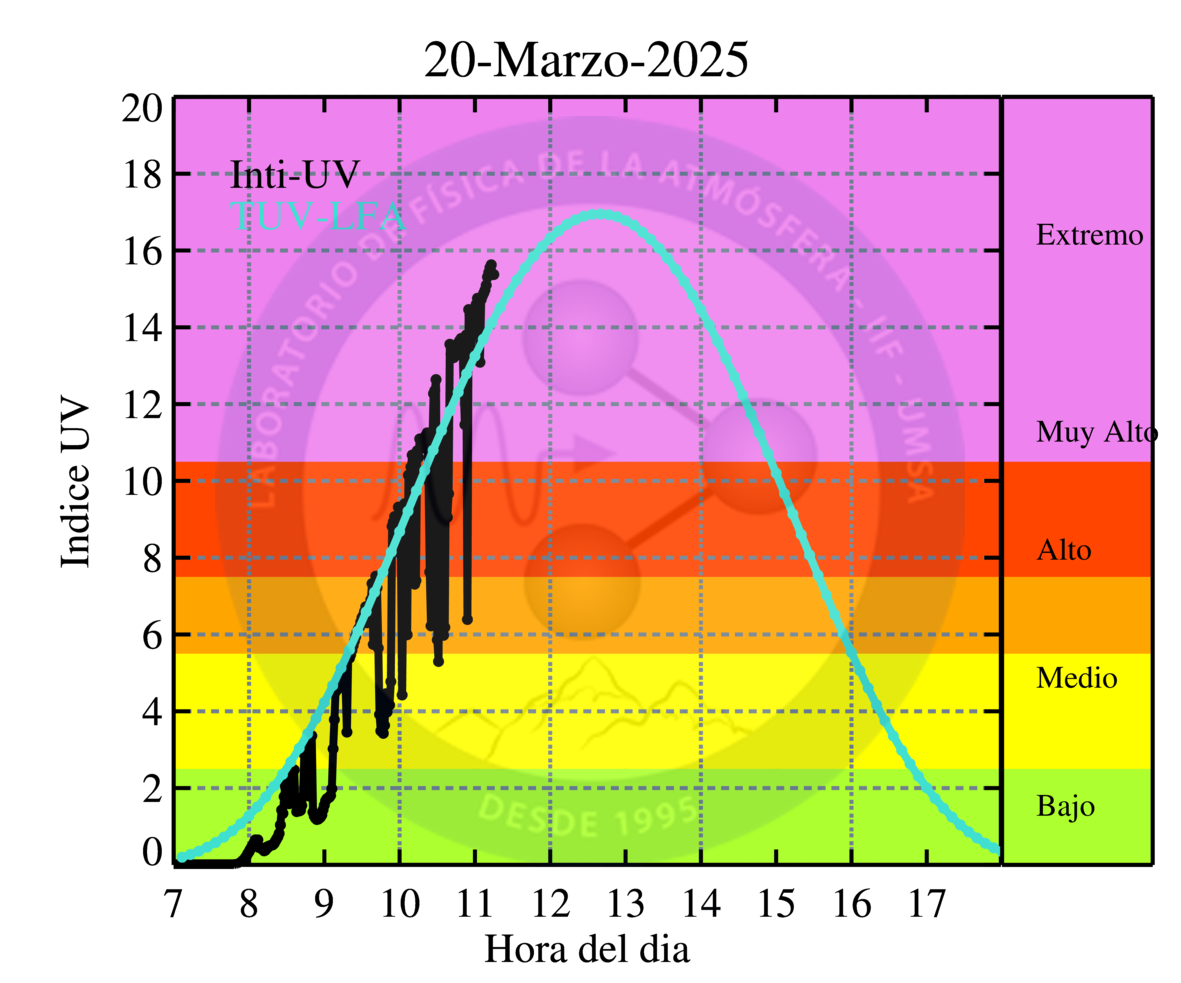 20-Marzo-2025
Inti-UV
TUV-LFA
LABORATORIO DE FÍSICA DE LA ATMÓSFERA - IIF - UMSA
DESDE 1995
Indice UV
20
18
16
14
12
10
8
6
4
2
0
Extremo
Muy Alto
Alto
Medio
Bajo
7 8 9 10 11 12 13 14 15 16 17
Hora del dia